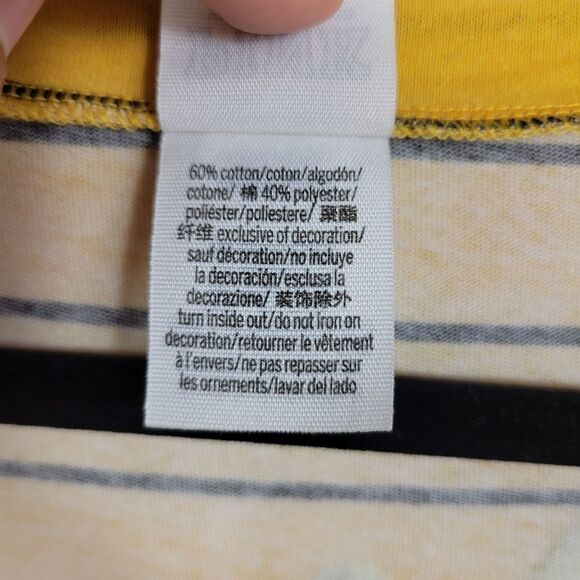 60% cotton/coton/algodón/
cotone/ 棉 40% polyester/
poliéster/poliestere/ 聚酯
纤维 exclusive of decoration/
sauf décoration/no incluye
la decoración/esclusa la
decorazione/ 装饰除外
turn inside out/do not iron on
decoration/retourner le vêtement
à l'envers/ne pas repasser sur
les ornements/lavar del lado